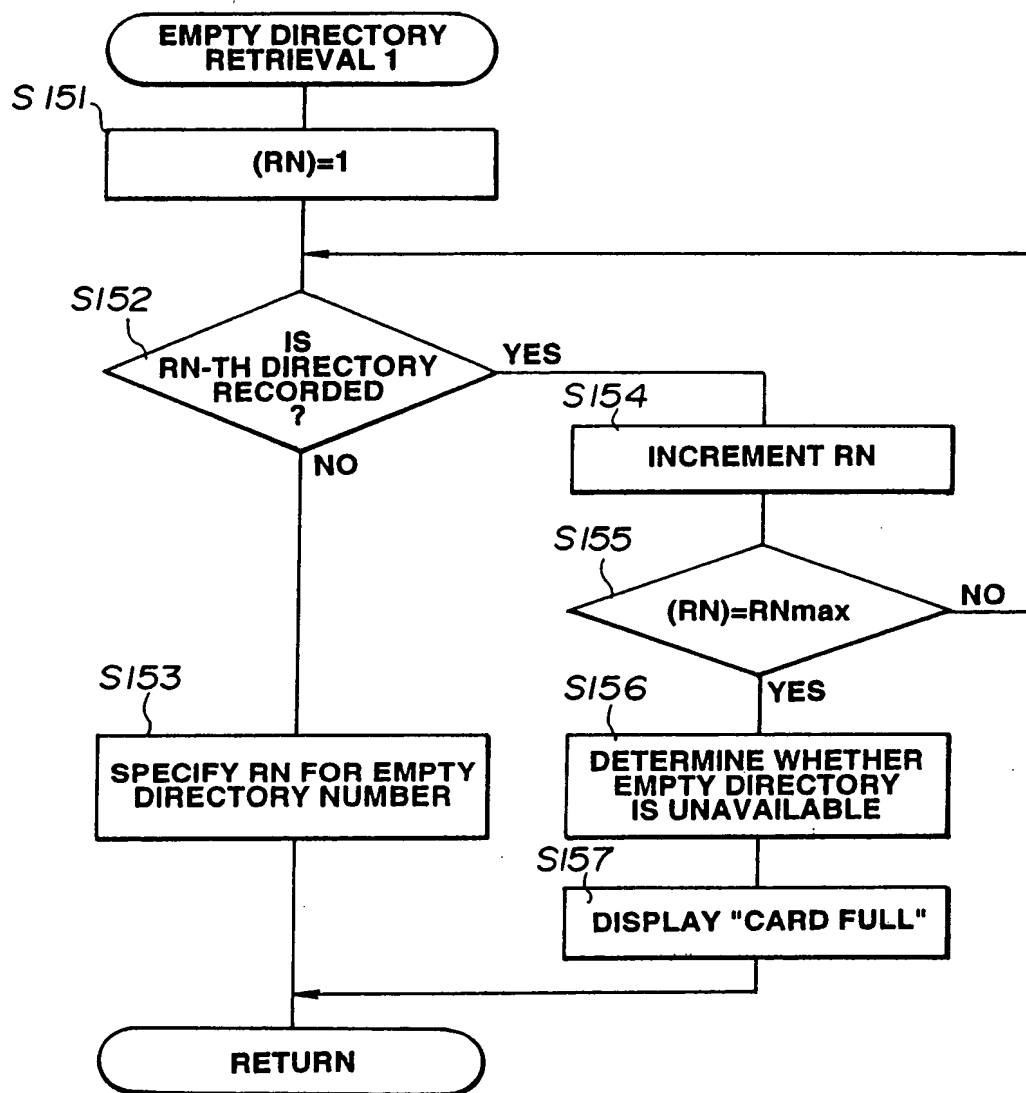 EMPTY DIRECTORY
RETRIEVAL 1
S151
(RN)=1
S152
IS
RN-TH DIRECTORY
RECORDED
?
YES
NO
S154
INCREMENT RN
S155
(RN)=RNmax
NO
YES
S153
SPECIFY RN FOR EMPTY
DIRECTORY NUMBER
S156
DETERMINE WHETHER
EMPTY DIRECTORY
IS UNAVAILABLE
S157
DISPLAY "CARD FULL"
RETURN